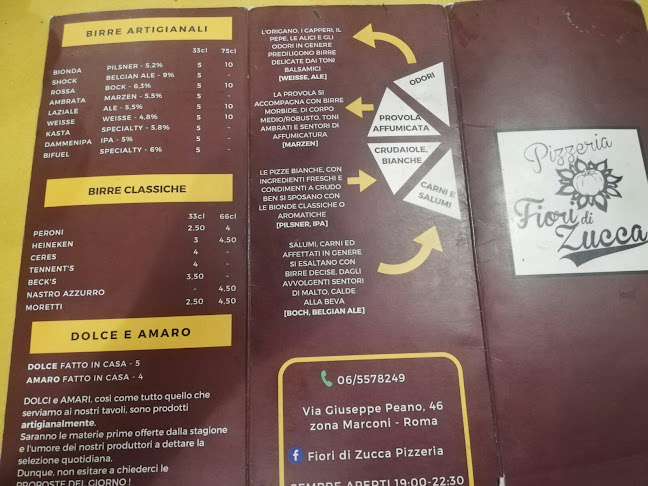 BIRRE ARTIGIANALI
33cl 75cl
BIONDA PILSNER - 5.2% 5 10
SHOCK BELGIAN ALE - 9% 5 -
ROSSA BOCK - 6,3% 5 10
AMBRATA MARZEN - 5.5% 5 -
LAZIALE ALE - 5.5% 5 10
WEISSE WEISSE - 4,8% 5 10
KASTA SPECIALTY - 5.8% 5 -
DAMMENIPA IPA - 5% 5 -
BIFUEL SPECIALTY - 6% 5 -
BIRRE CLASSICHE
33cl 66cl
PERONI 2.50 4
HEINEKEN 3 4,50
CERES 4 -
TENNENT'S 4 -
BECK'S 3,50 -
NASTRO AZZURRO - 4,50
MORETTI 2,50 4,50
DOLCE E AMARO
DOLCE FATTO IN CASA - 5
AMARO FATTO IN CASA - 4
DOLCI e AMARI, così come tutto quello che
serviamo ai nostri tavoli, sono prodotti
artigianalmente.
Saranno le materie prime offerte dalla stagione
e l'umore dei nostri produttori a dettare la
selezione quotidiana.
Dunque, non esitare a chiederci le
PROPOSTE DEL GIORNO !
L'ORIGANO, I CAPPERI, IL
PEPE, LE ALICI E GLI
ODORI IN GENERE
PREDILIGONO BIRRE
DELICATE DAI TONI
BALSAMICI
[WEISSE, ALE]
ODORI
LA PROVOLA SI
ACCOMPAGNA CON BIRRE
MORBIDE, DI CORPO
MEDIO/ROBUSTO, TONI
AMBRATI E SENTORI DI
AFFUMICATURA
[MARZEN]
PROVOLA
AFFUMICATA
CRUDAIOLE,
BIANCHE
LE PIZZE BIANCHE, CON
INGREDIENTI FRESCHI E
CONDIMENTI A CRUDO
BEN SI SPOSANO CON
LE BIONDE CLASSICHE O
AROMATICHE
[PILSNER, IPA]
CARNI E
SALUMI
SALUMI, CARNI ED
AFFETTATI IN GENERE
SI ESALTANO CON
BIRRE DECISE, DAGLI
AVVOLGENTI SENTORI
DI MALTO, CALDE
ALLA BEVA
[BOCH, BELGIAN ALE]
06/5578249
Via Giuseppe Peano, 46
zona Marconi - Roma
f Fiori di Zucca Pizzeria
SEMPRE APERTI 19:00-22:30
Pizzeria
Fiori di
Zucca